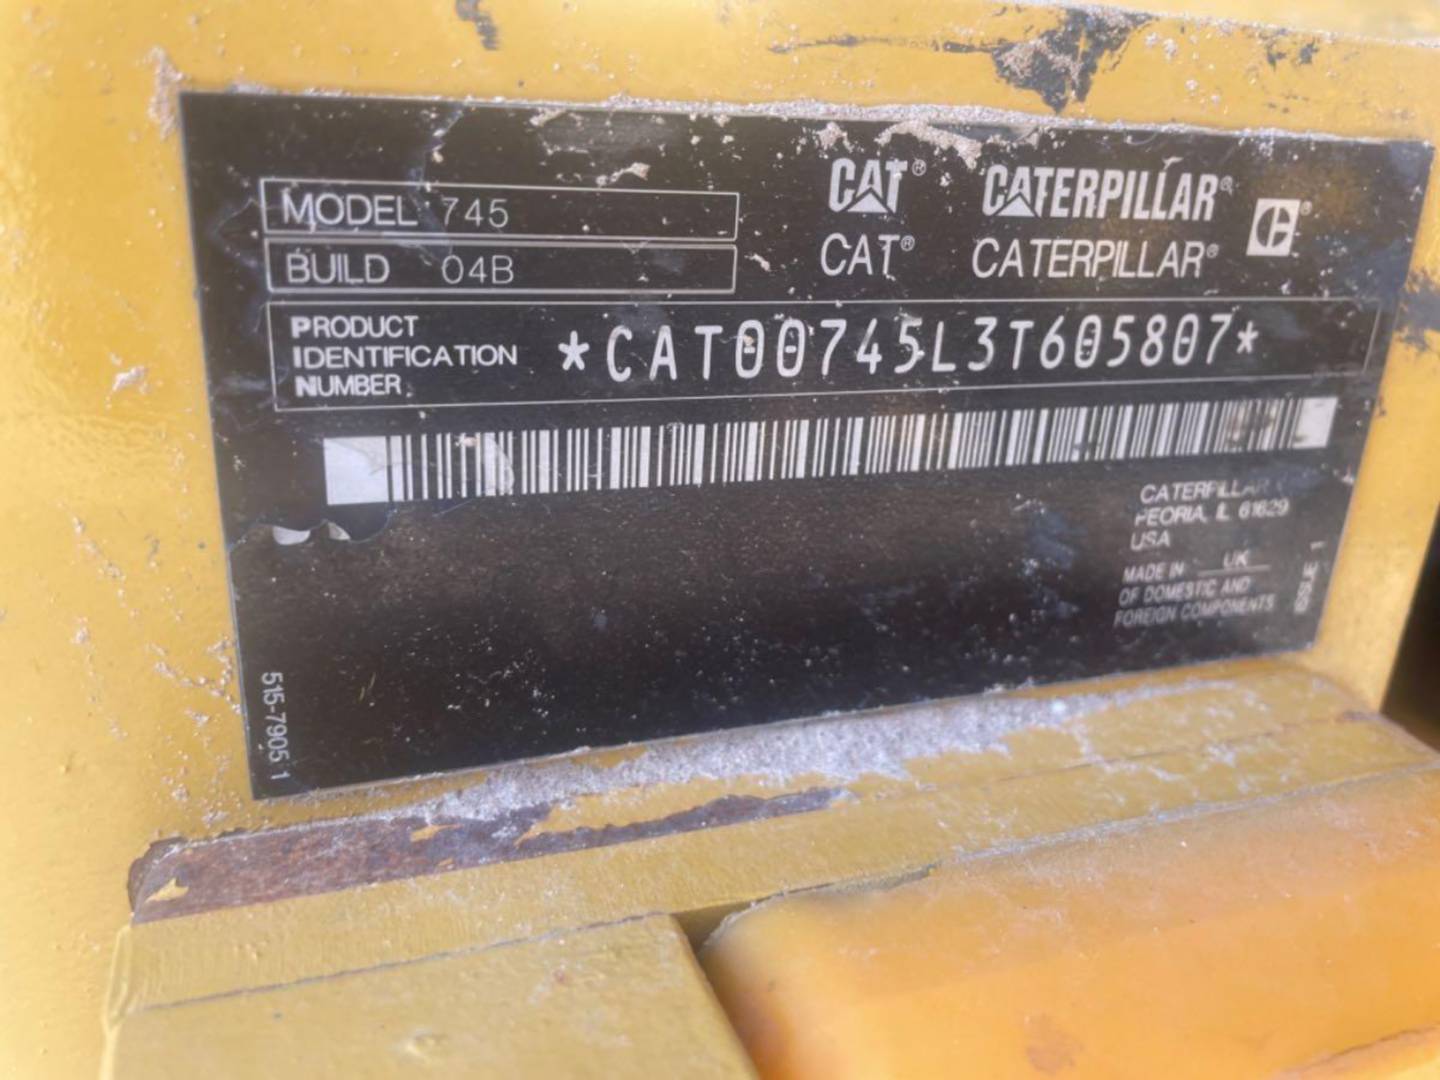 MODEL 745
BUILD 04B
CAT® CATERPILLAR® ®
CAT® CATERPILLAR®
PRODUCT
IDENTIFICATION
NUMBER
*CAT00745L3T605807*
CATERPILLAR
PEORIA, IL 61629
USA
MADE IN UK
OF DOMESTIC AND
FOREIGN COMPONENTS
ISSUE 1
515-7905 1